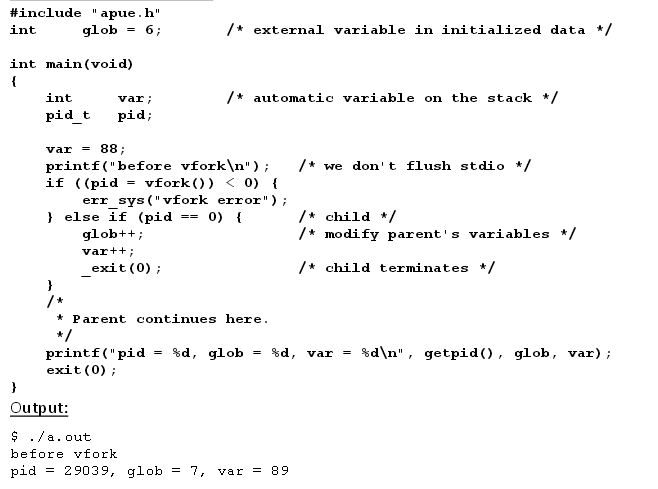 #include "apue.h"
int     glob = 6;       /* external variable in initialized data */
int main(void)
{
    int     var;        /* automatic variable on the stack */
    pid_t   pid;
    var = 88;
    printf("before vfork\n");   /* we don't flush stdio */
    if ((pid = vfork()) < 0) {
        err_sys("vfork error");
    } else if (pid == 0) {      /* child */
        glob++;                 /* modify parent's variables */
        var++;
        _exit(0);               /* child terminates */
    }
    /*
     * Parent continues here.
     */
    printf("pid = %d, glob = %d, var = %d\n", getpid(), glob, var);
    exit(0);
}
Output:
$ ./a.out
before vfork
pid = 29039, glob = 7, var = 89